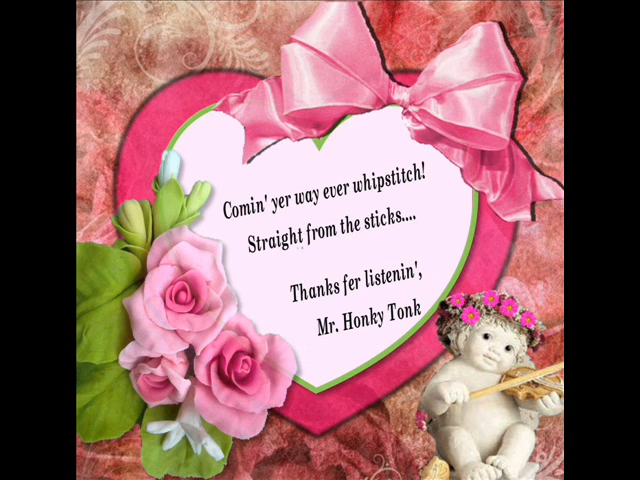 Comin' yer way ever whipstitch!
Straight from the sticks....
Thanks fer listenin',
Mr. Honky Tonk